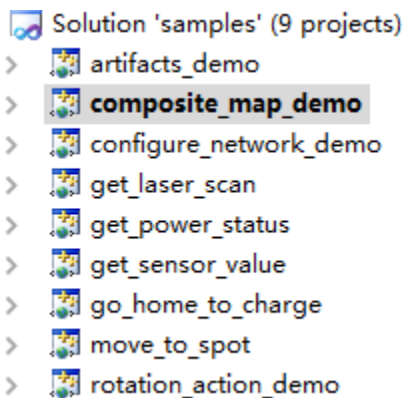 Solution 'samples' (9 projects)
artifacts_demo
composite_map_demo
configure_network_demo
get_laser_scan
get_power_status
get_sensor_value
go_home_to_charge
move_to_spot
rotation_action_demo